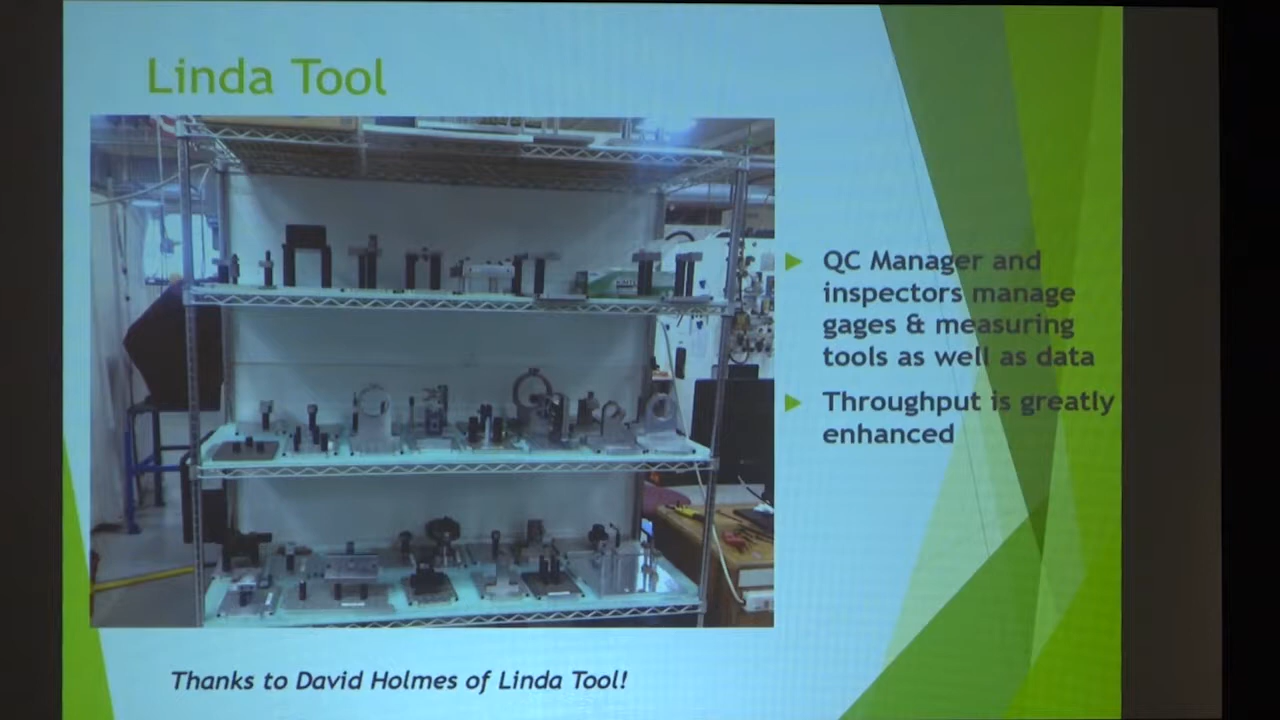 Linda Tool
QC Manager and
inspectors manage
gages & measuring
tools as well as data
Throughput is greatly
enhanced
Thanks to David Holmes of Linda Tool!